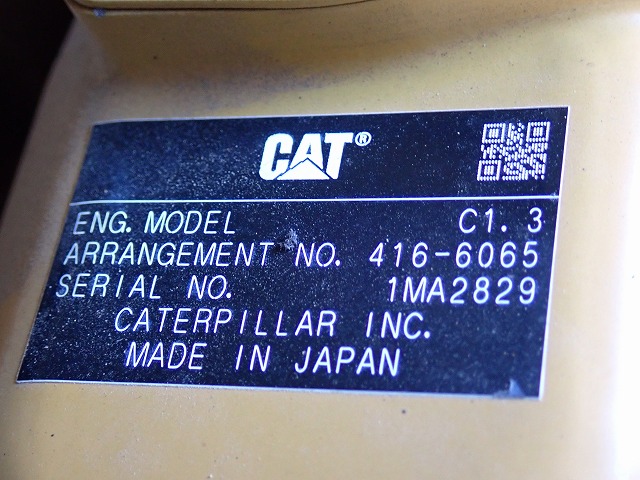 CAT®
ENG. MODEL C1.3
ARRANGEMENT NO. 416-6065
SERIAL NO. 1MA2829
CATERPILLAR INC.
MADE IN JAPAN